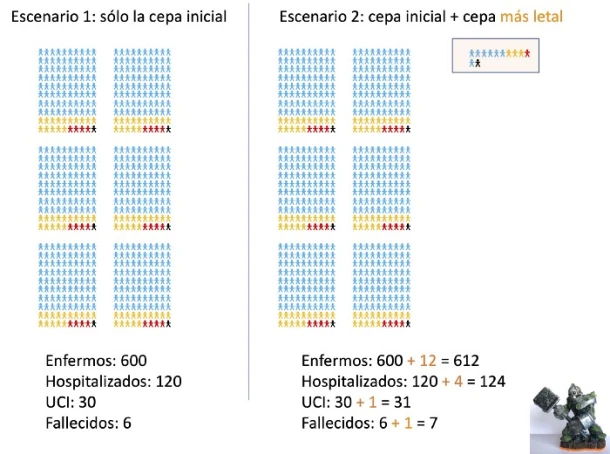 Escenario 1: sólo la cepa inicial
Enfermos: 600
Hospitalizados: 120
UCI: 30
Fallecidos: 6
Escenario 2: cepa inicial + cepa más letal
Enfermos: 600 + 12 = 612
Hospitalizados: 120 + 4 = 124
UCI: 30 + 1 = 31
Fallecidos: 6 + 1 = 7